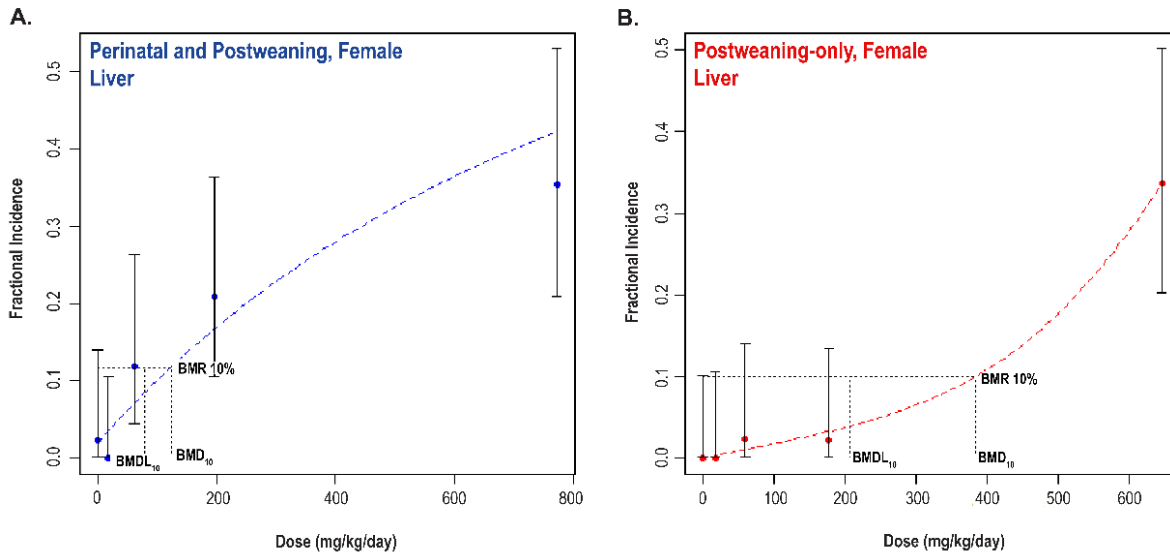 A.
Perinatal and Postweaning, Female
Liver
Fractional Incidence
0.5
0.4
0.3
0.2
0.1
0.0
BMR 10%
BMDL10
BMD10
0
200
400
600
800
Dose (mg/kg/day)
B.
Postweaning-only, Female
Liver
Fractional Incidence
0.5
0.4
0.3
0.2
0.1
0.0
BMR 10%
BMDL10
BMD10
0
100
200
300
400
500
600
Dose (mg/kg/day)